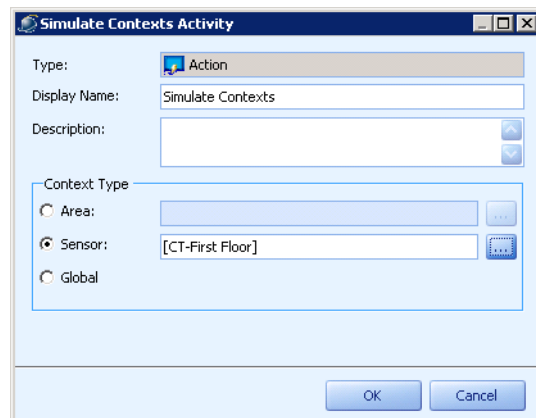 Simulate Contexts Activity
Type: Action
Display Name: Simulate Contexts
Description:
Context Type
Area: ...
Sensor: [CT-First Floor] ...
Global
OK Cancel